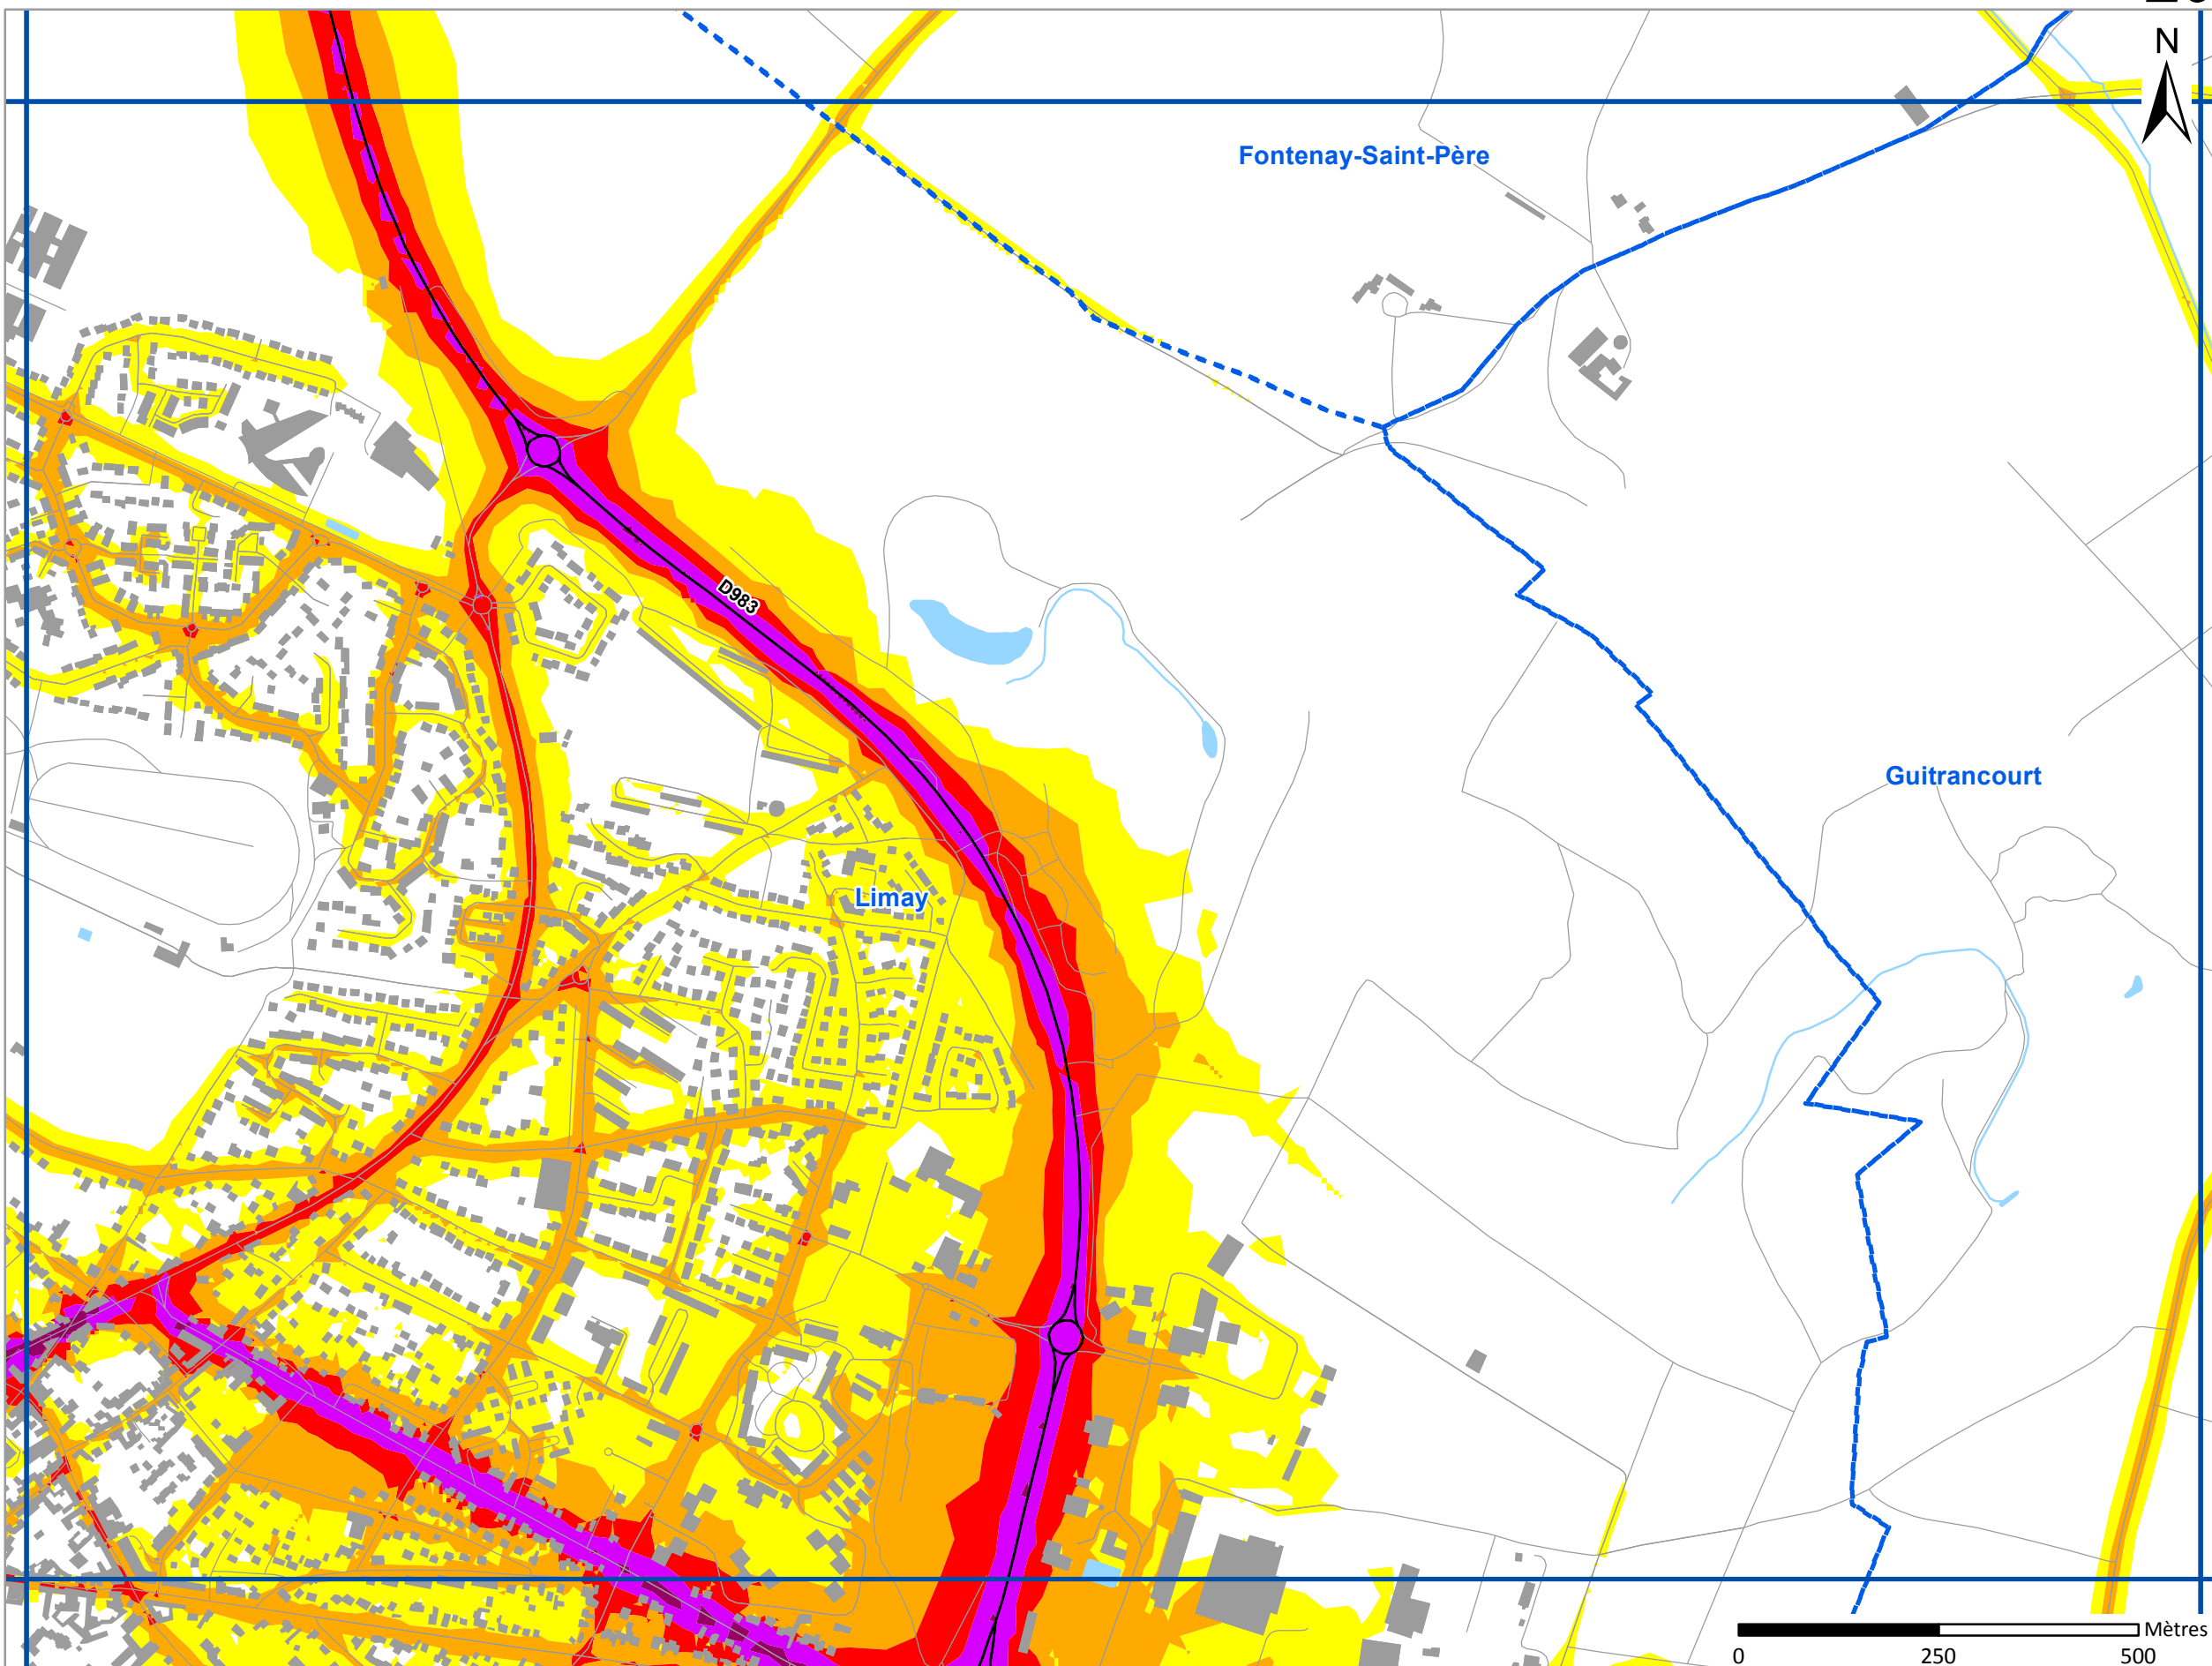 N
Fontenay-Saint-Père
D983
Guitrancourt
Limay
Mètres
0 250 500